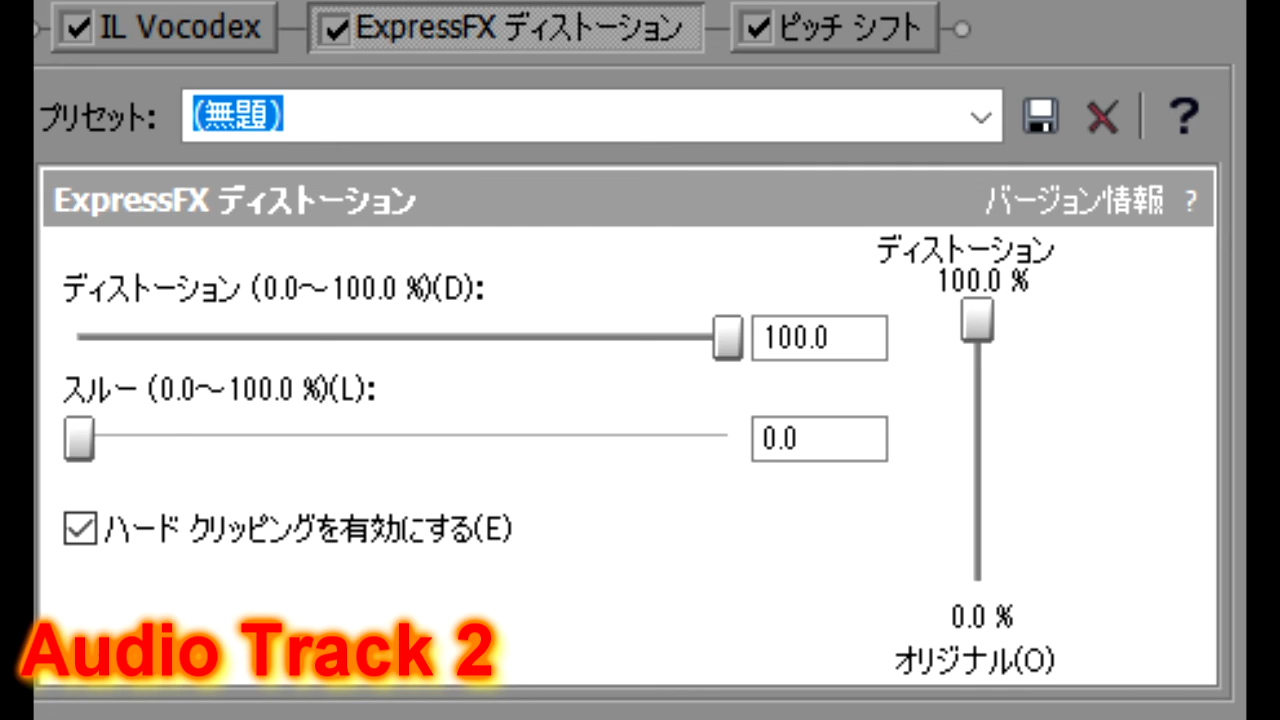 IL Vocodex ExpressFX ディストーション ピッチ シフト
プリセット: (無題) ?
ExpressFX ディストーション バージョン情報 ?
ディストーション
100.0 %
ディストーション (0.0～100.0 %)(D):
100.0
スルー (0.0～100.0 %)(L):
0.0
ハード クリッピングを有効にする(E)
0.0 %
オリジナル(O)
Audio Track 2